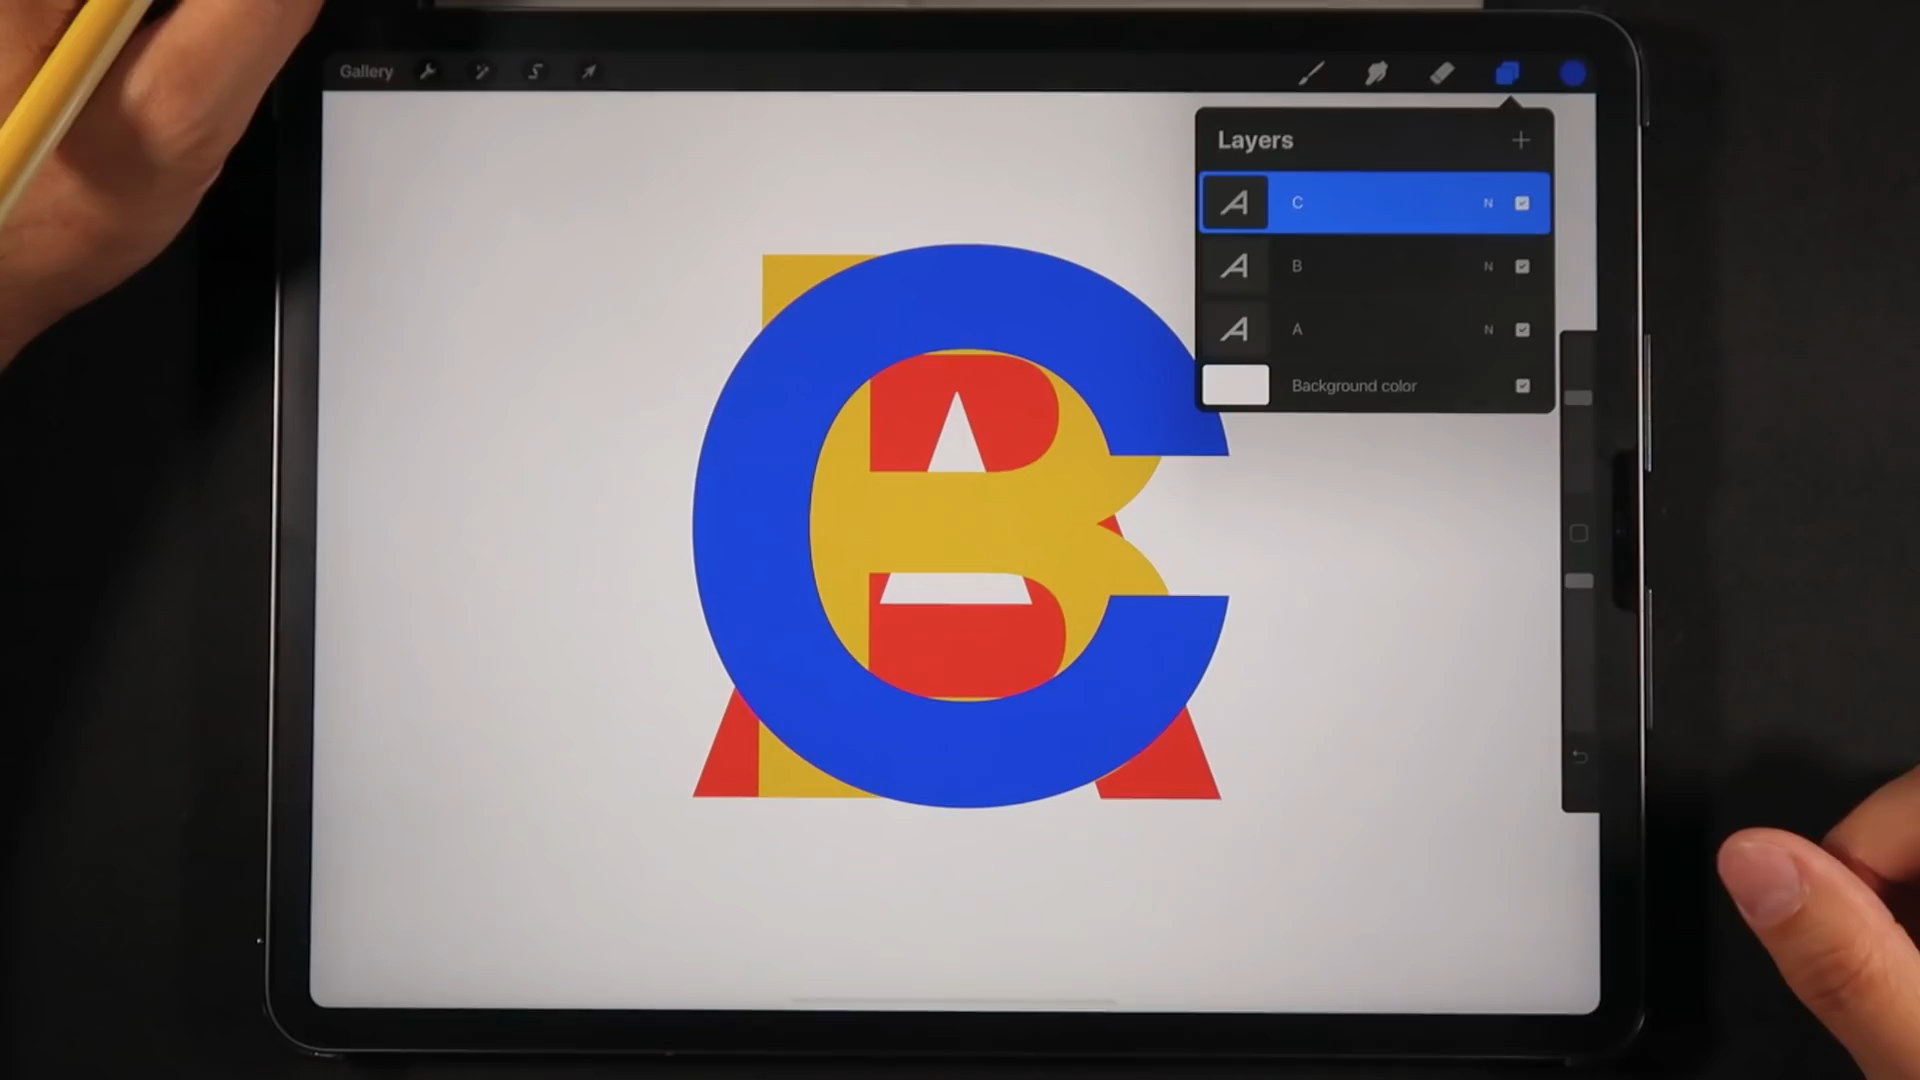 Gallery
Layers
A C N
A B N
A A N
Background color
C
B
A